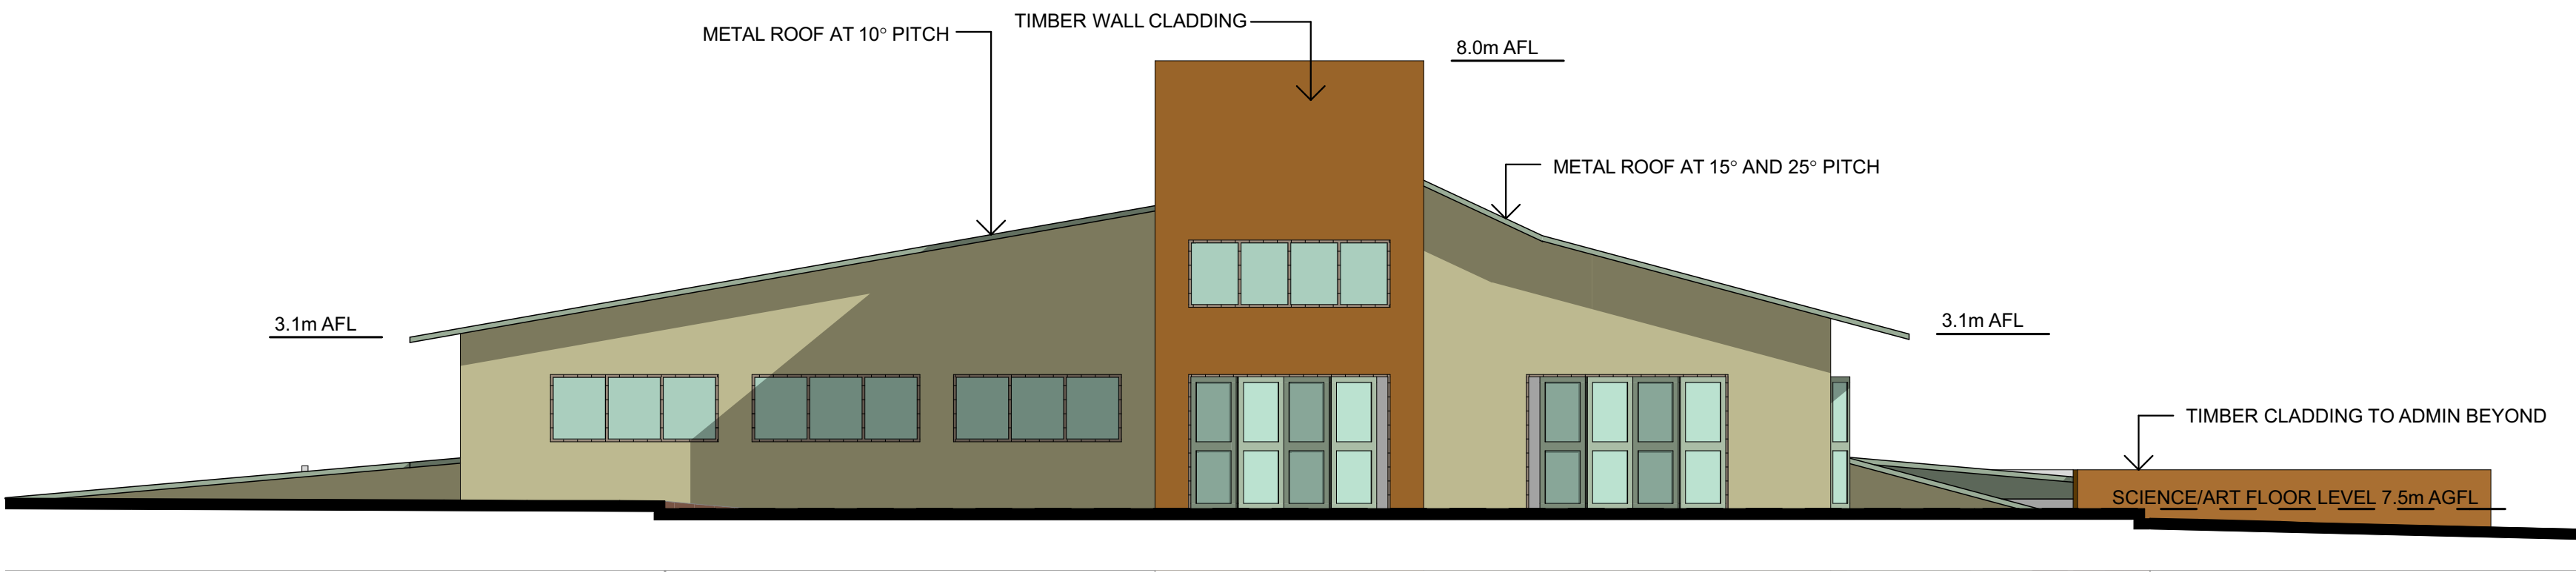 TIMBER WALL CLADDING
METAL ROOF AT 10° PITCH
8.0m AFL
METAL ROOF AT 15° AND 25° PITCH
3.1m AFL
3.1m AFL
TIMBER CLADDING TO ADMIN BEYOND
SCIENCE/ART FLOOR LEVEL 7.5m AGFL